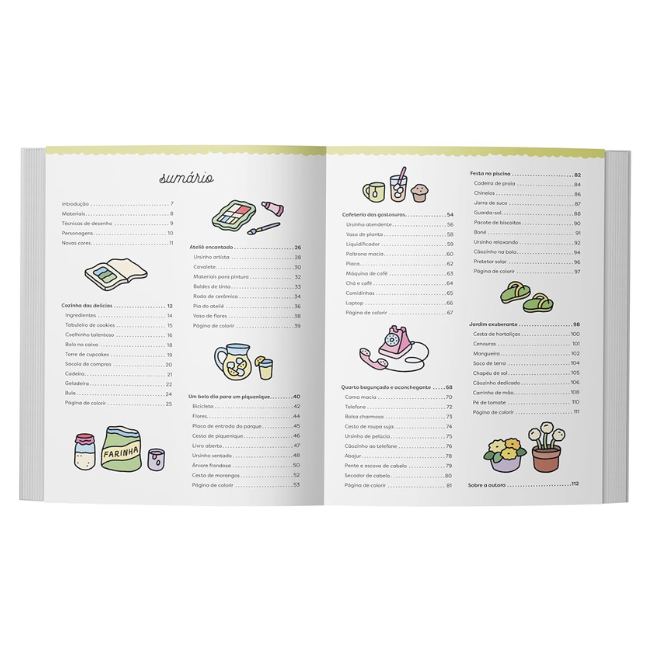 sumário
Introdução 7
Materiais 8
Técnicas de desenho 9
Personagens 10
Novas cores 11
Cozinha das delícias 12
Ingredientes 14
Tabuleiro de cookies 15
Coelhinho talentoso 16
Bolo na caixa 18
Torre de cupcakes 19
Sacola de compras 20
Cadeira 21
Geladeira 22
Bule 24
Página de colorir 25
FARINHA
Ateliê encantado 26
Ursinho artista 28
Cavalete 30
Materiais para pintura 32
Baldes de tinta 33
Roda de cerâmica 34
Pia do ateliê 36
Vaso de flores 38
Página de colorir 39
Um belo dia para um piquenique 40
Bicicleta 42
Flores 44
Placa de entrada do parque 45
Cesta de piquenique 46
Livro aberto 47
Ursinho sentado 48
Árvore frondosa 50
Cesta de morangos 52
Página de colorir 53
Cafeteria das gostosuras 54
Ursinho atendente 56
Vaso de planta 58
Liquidificador 59
Poltrona macia 60
Placa 62
Máquina de café 63
Chá e café 64
Comidinhas 65
Laptop 66
Página de colorir 67
Quarto bagunçado e aconchegante 68
Cama macia 70
Telefone 72
Bolsa charmosa 73
Cesto de roupa suja 74
Ursinho de pelúcia 75
Cãozinho ao telefone 76
Abajur 78
Pente e escova de cabelo 79
Secador de cabelo 80
Página de colorir 81
Festa na piscina 82
Cadeira de praia 84
Chinelos 86
Jarra de suco 87
Guarda-sol 88
Pacote de biscoitos 90
Boné 91
Ursinho relaxando 92
Cãozinho na boia 94
Protetor solar 96
Página de colorir 97
Jardim exuberante 98
Cesta de hortaliças 100
Cenouras 101
Mangueira 102
Saco de terra 104
Chapéu de sol 105
Cãozinho dedicado 106
Carrinho de mão 108
Pé de tomate 110
Página de colorir 111
Sobre a autora 112